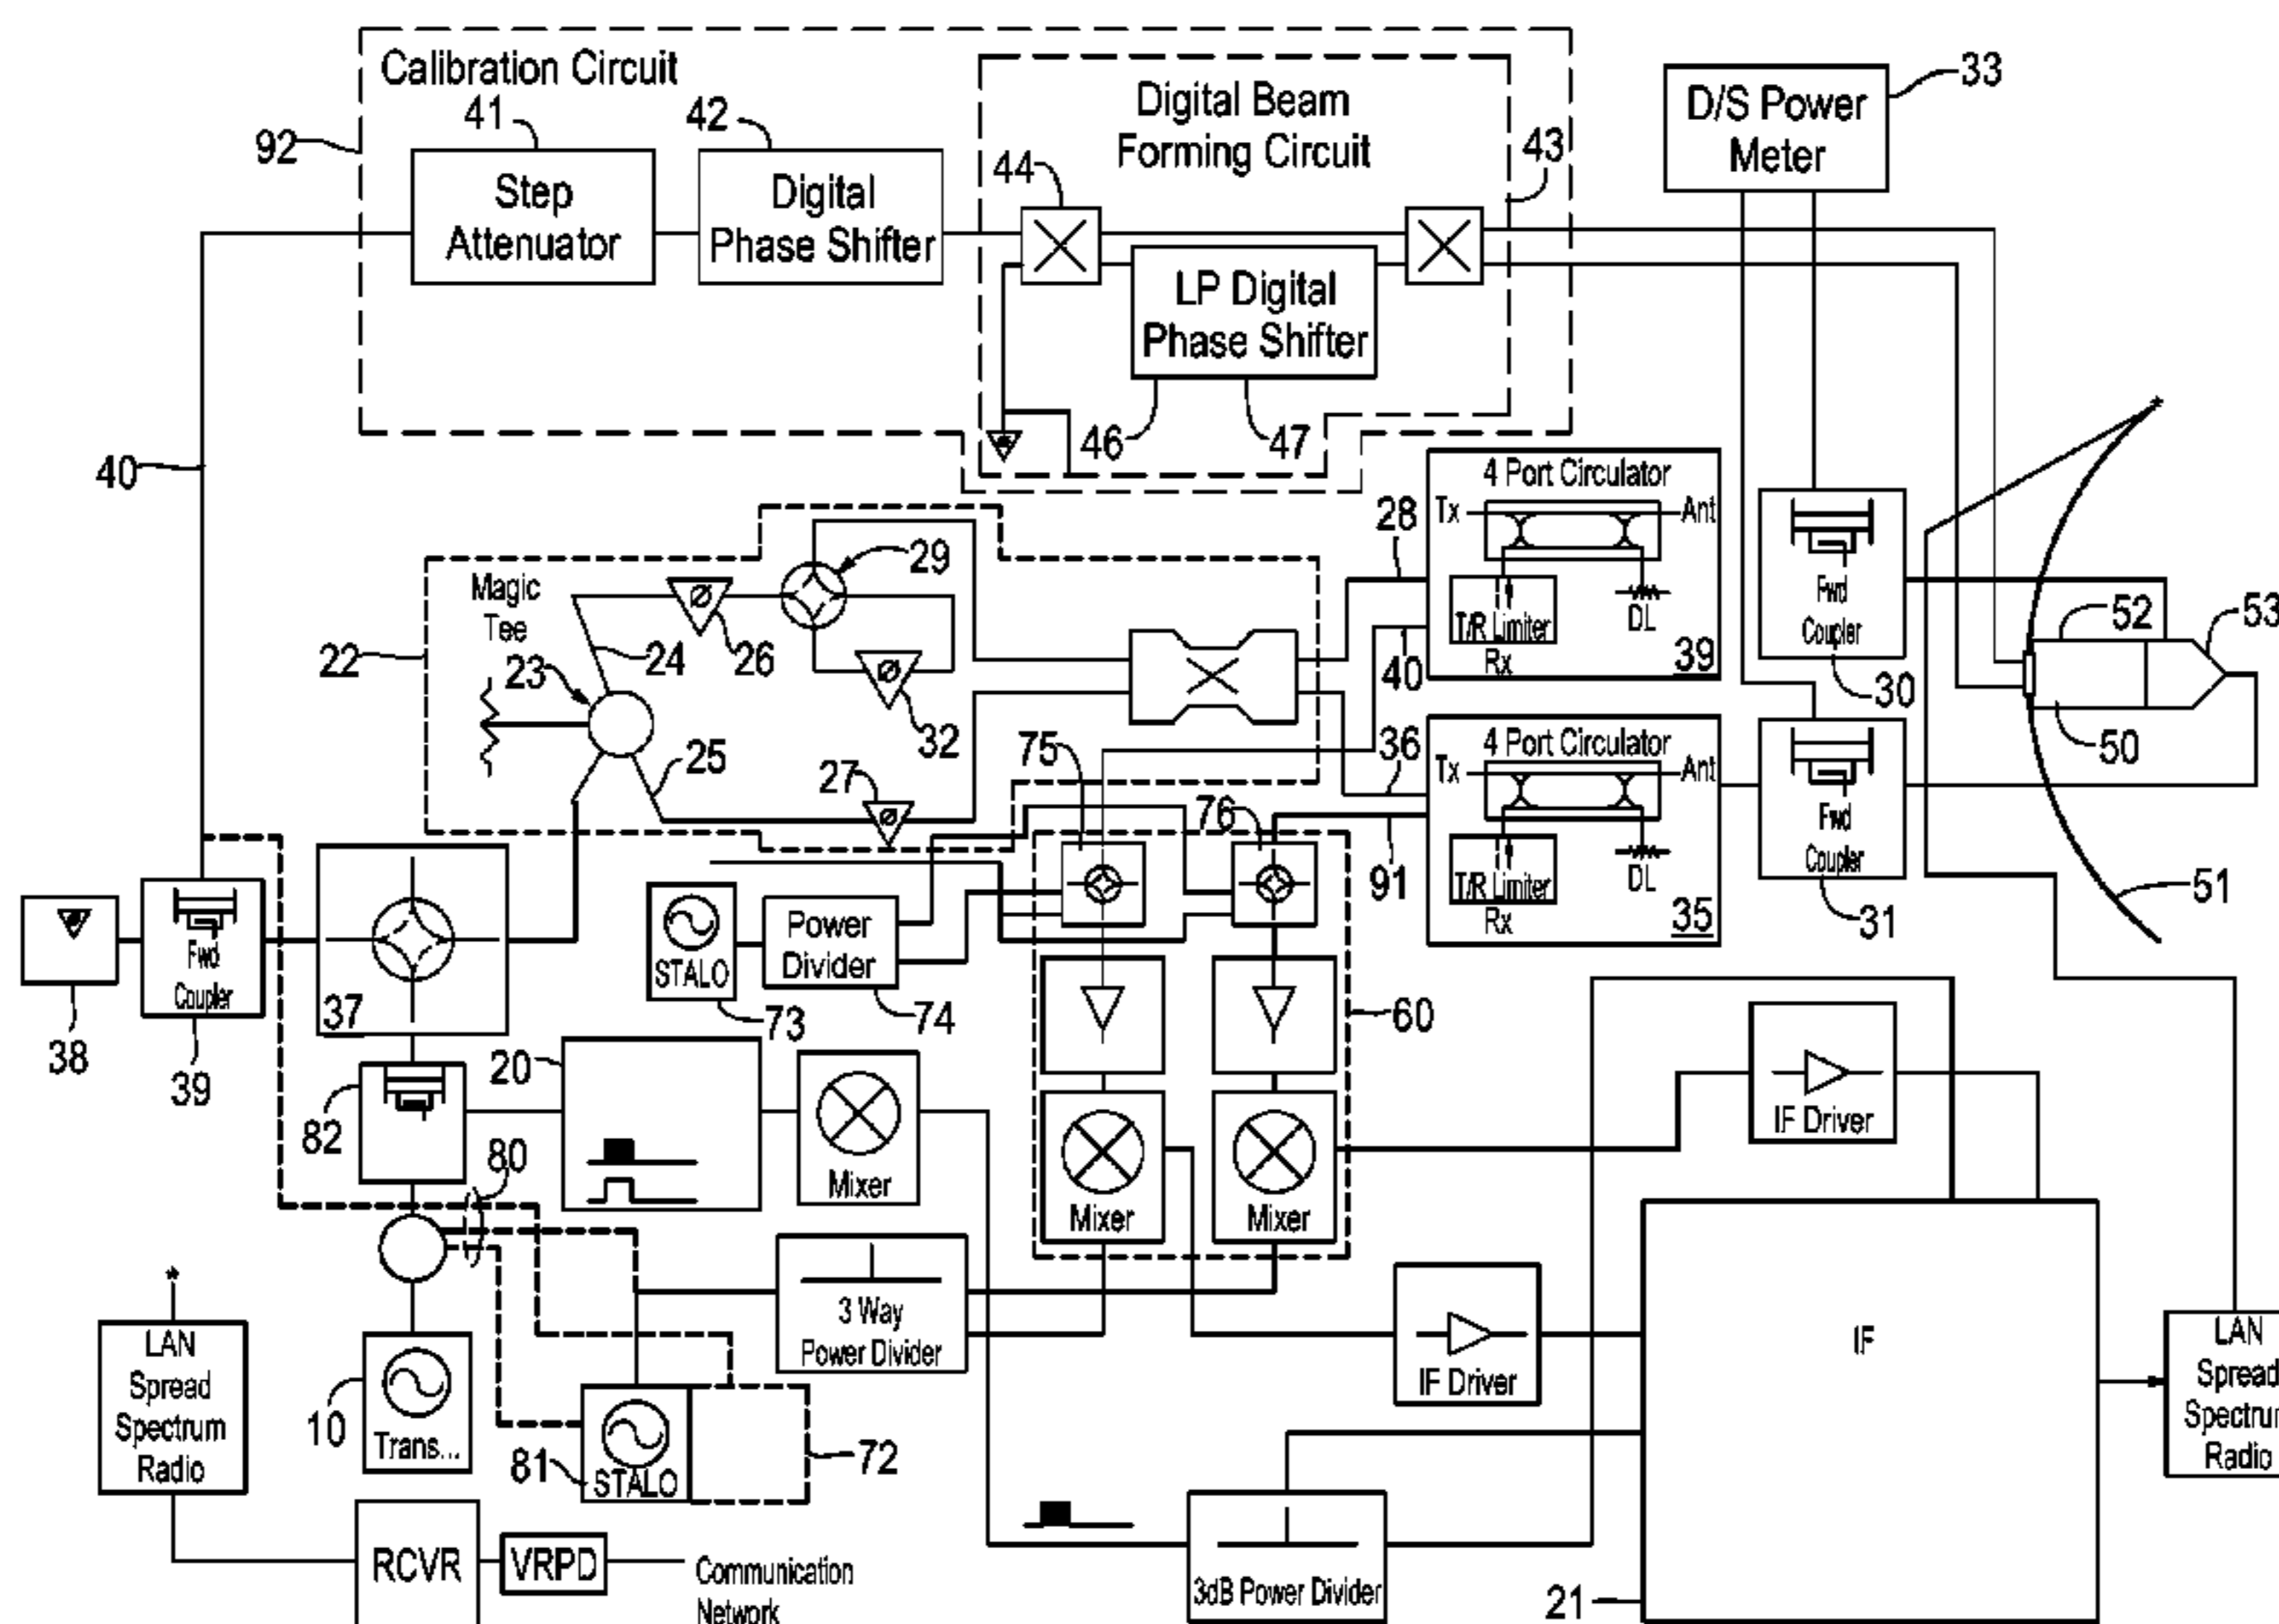 Calibration Circuit
41
42
92
Step
Attenuator
Digital
Phase Shifter
Digital Beam
Forming Circuit
44
43
LP Digital
Phase Shifter
46
47
D/S Power
Meter
33
40
22
Magic
Tee
23
24
25
26
27
29
32
28
40
36
91
4 Port Circulator
Tx
Ant
T/R Limiter
Rx
DL
39
4 Port Circulator
Tx
Ant
T/R Limiter
Rx
DL
35
Fwd
Coupler
30
Fwd
Coupler
31
52
53
50
51
75
76
60
38
Fwd
Coupler
39
37
STALO
73
Power
Divider
74
82
20
Mixer
Mixer
Mixer
80
3 Way
Power Divider
IF Driver
IF Driver
IF
21
LAN
Spread
Spectrum
Radio
10
Trans...
81
STALO
72
RCVR
VRPD
Communication
Network
3dB Power Divider
LAN
Spread
Spectrum
Radio